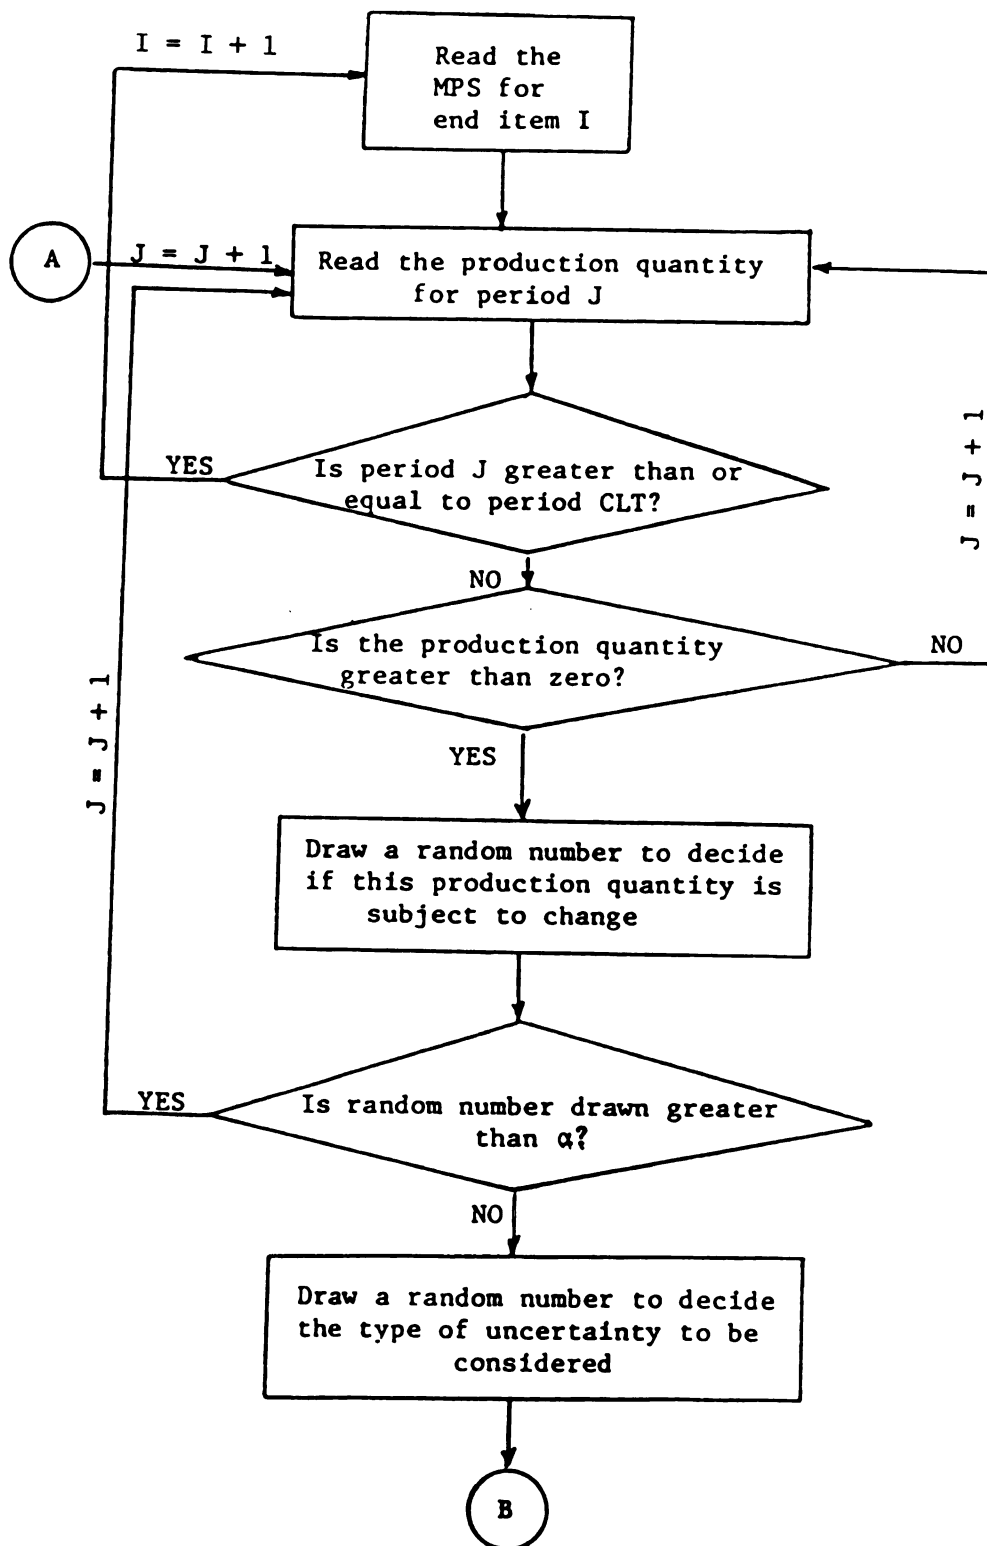 I = I + 1
Read the
MPS for
end item I
A
J = J + 1
Read the production quantity
for period J
J = J + 1
YES
Is period J greater than or
equal to period CLT?
NO
Is the production quantity
greater than zero?
NO
J = J + 1
YES
Draw a random number to decide
if this production quantity is
subject to change
YES
Is random number drawn greater
than α?
NO
Draw a random number to decide
the type of uncertainty to be
considered
B